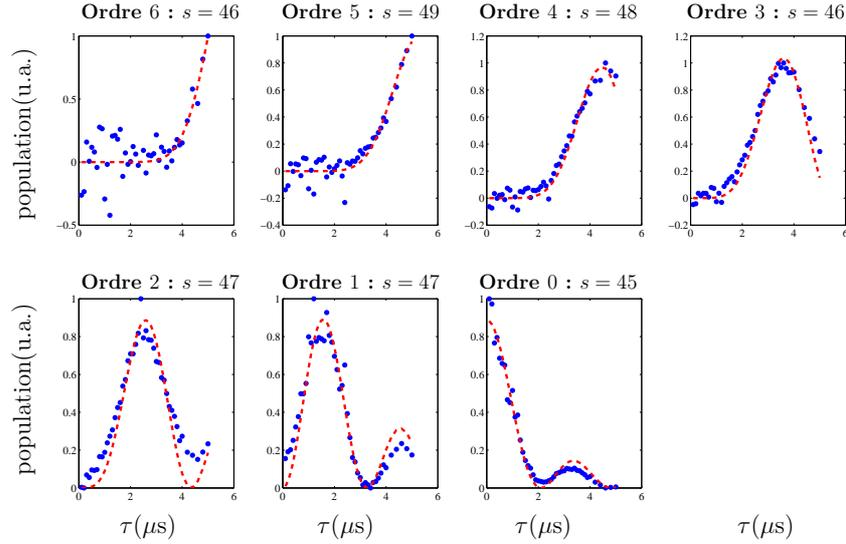 Ordre 6 : s = 46 Ordre 5 : s = 49 Ordre 4 : s = 48 Ordre 3 : s = 46
population(u.a.)
1 0.5 0 −0.5
0 2 4 6
1 0.8 0.6 0.4 0.2 0 −0.2 −0.4
0 2 4 6
1.2 1 0.8 0.6 0.4 0.2 0 −0.2
0 2 4 6
1.2 1 0.8 0.6 0.4 0.2 0 −0.2
0 2 4 6
Ordre 2 : s = 47 Ordre 1 : s = 47 Ordre 0 : s = 45
population(u.a.)
1 0.8 0.6 0.4 0.2 0
0 2 4 6
1 0.8 0.6 0.4 0.2 0
0 2 4 6
1 0.8 0.6 0.4 0.2 0
0 2 4 6
τ(μs) τ(μs) τ(μs) τ(μs)